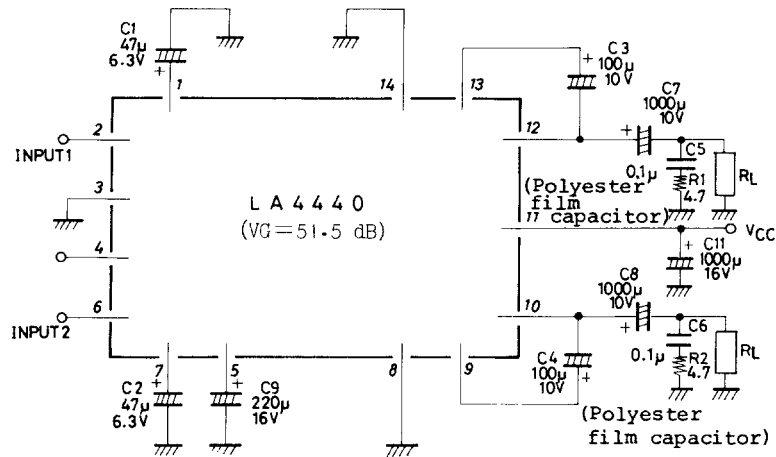 C1
47μ
6.3V
+
1
14
13
+
C3
100μ
10V
C7
1000μ
10V
+
12
2
INPUT1
C5
0.1μ
R1
4.7
RL
3
LA4440
(VG=51.5 dB)
(Polyester
film
capacitor)
11
VCC
4
+
C11
1000μ
16V
C8
1000μ
10V
+
10
6
INPUT2
C6
0.1μ
R2
4.7
RL
7
5
8
9
C4
100μ
10V
+
C2
47μ
6.3V
+
C9
220μ
16V
+
(Polyester
film capacitor)